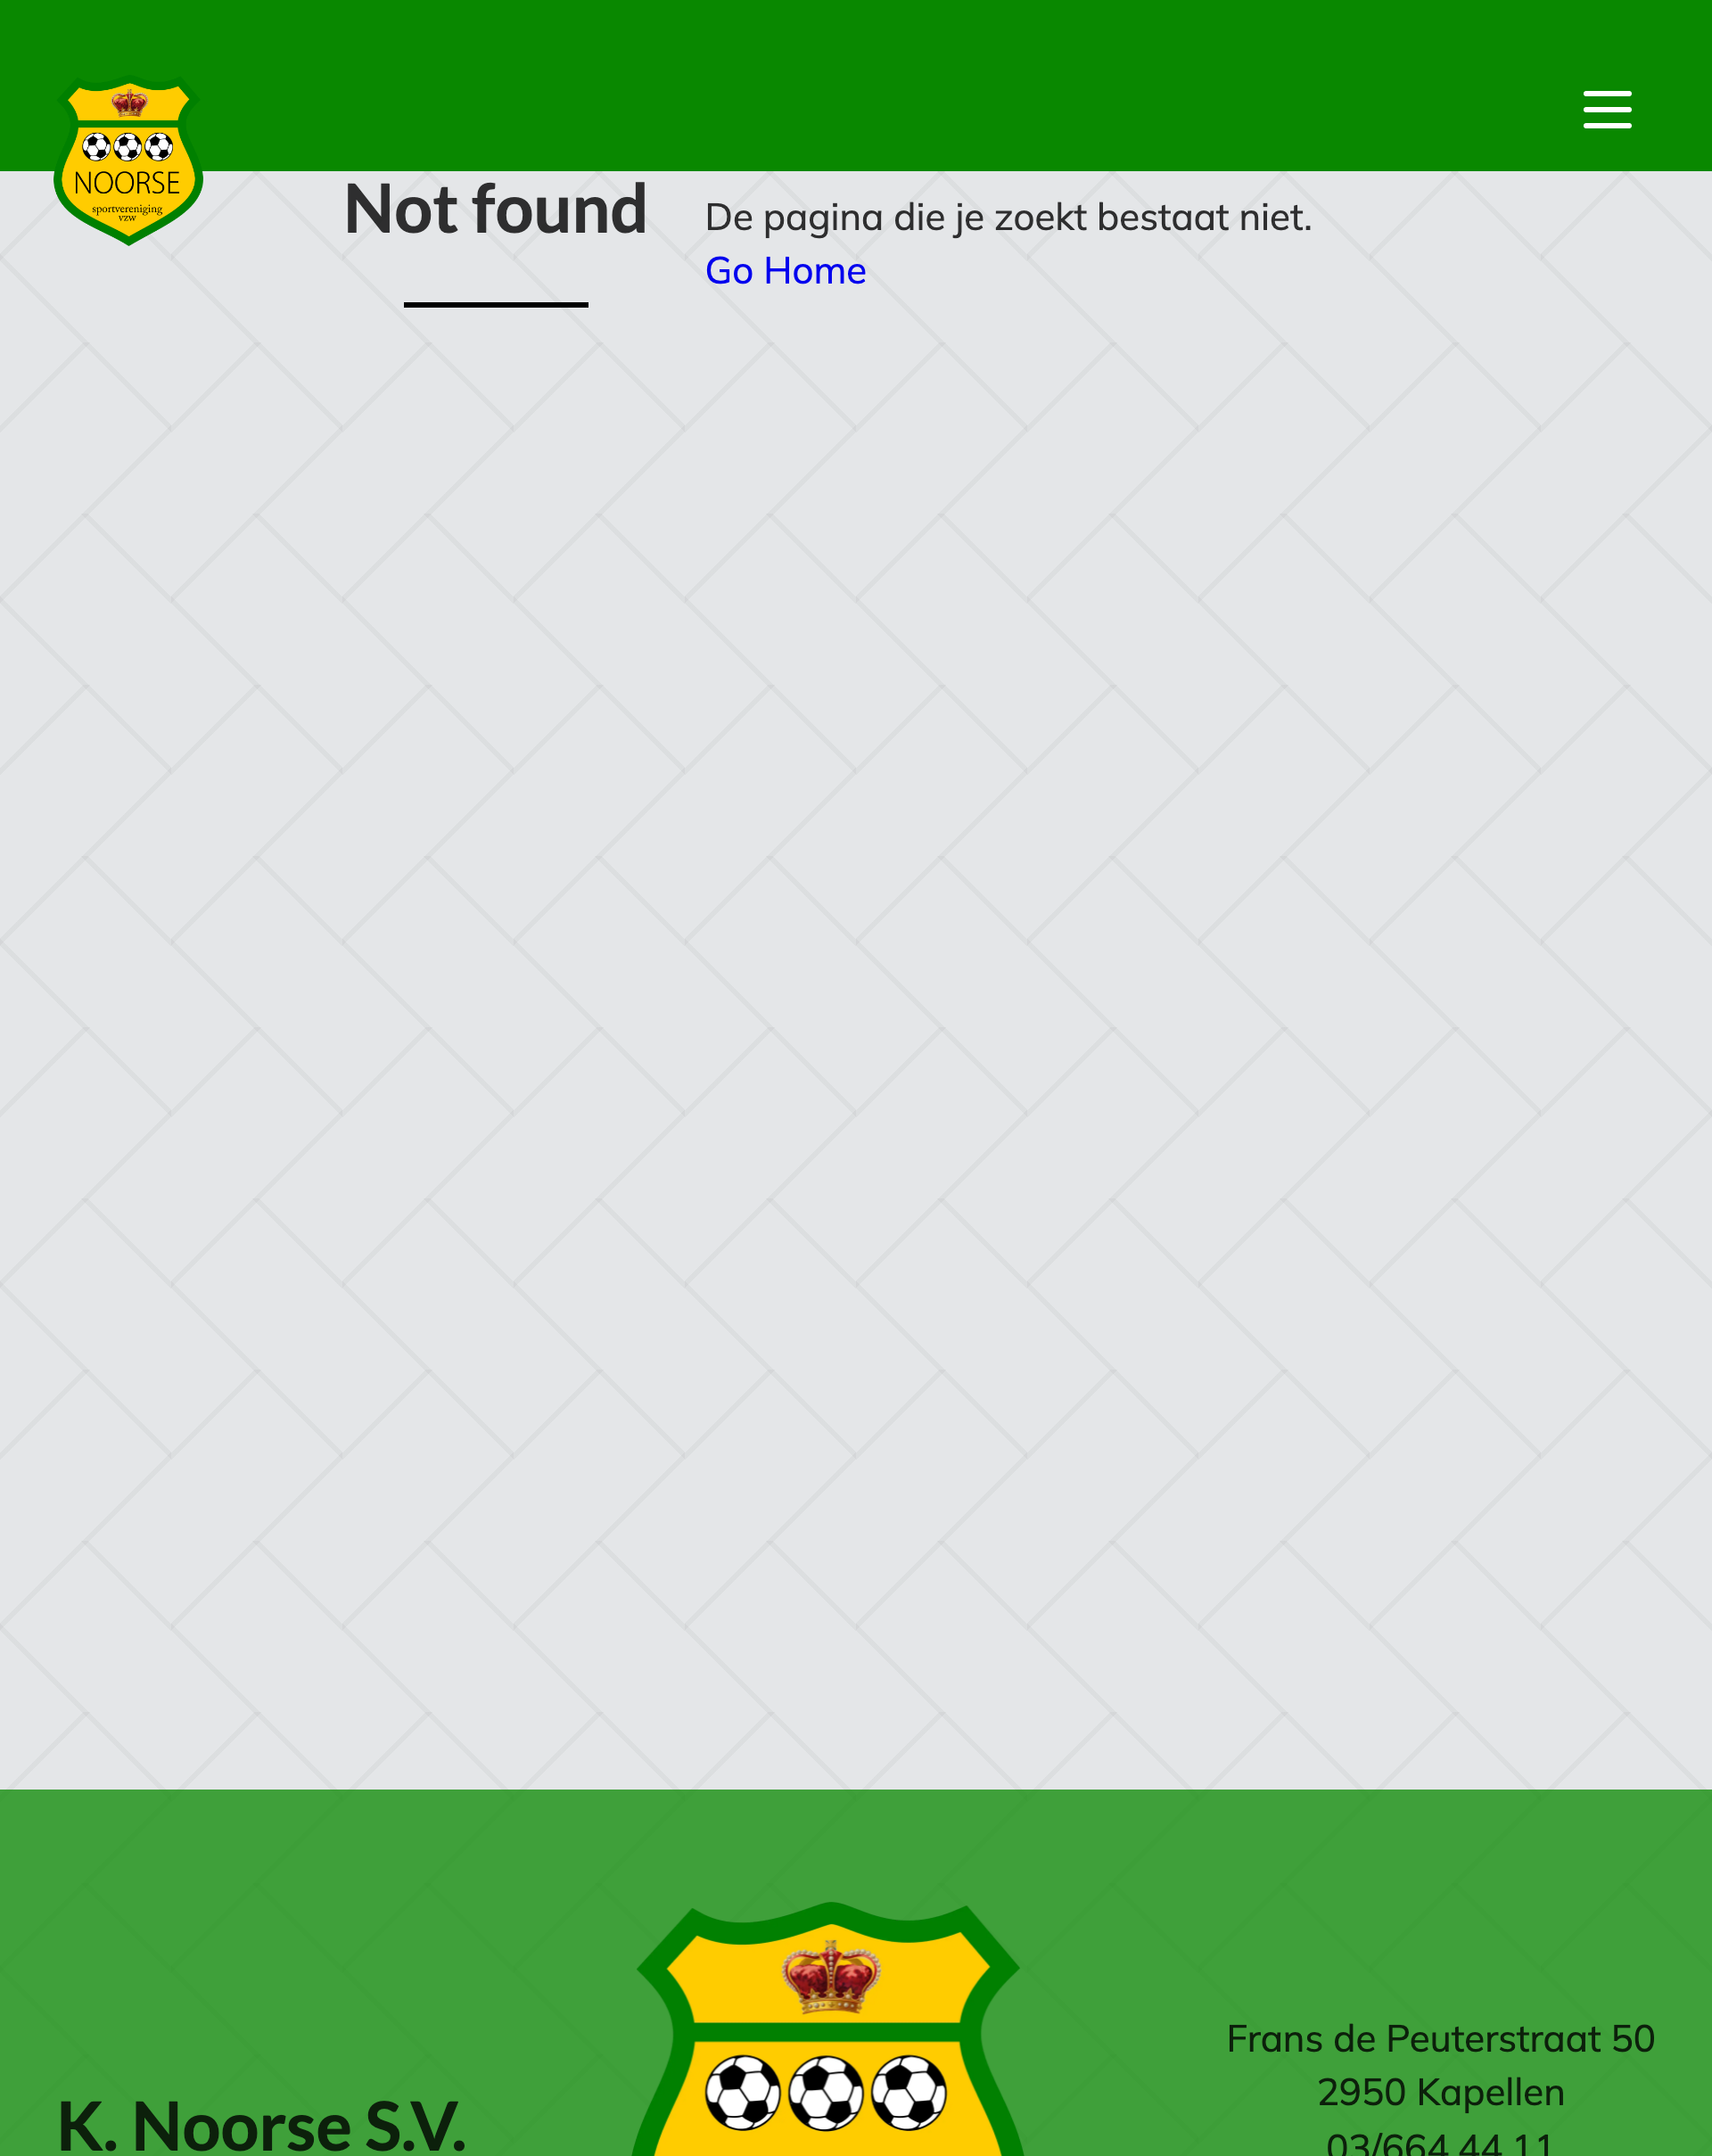 NOORSE
sportvereniging
vzw
Not found
De pagina die je zoekt bestaat niet.
Go Home
K. Noorse S.V.
Frans de Peuterstraat 50
2950 Kapellen
03/664 44 11